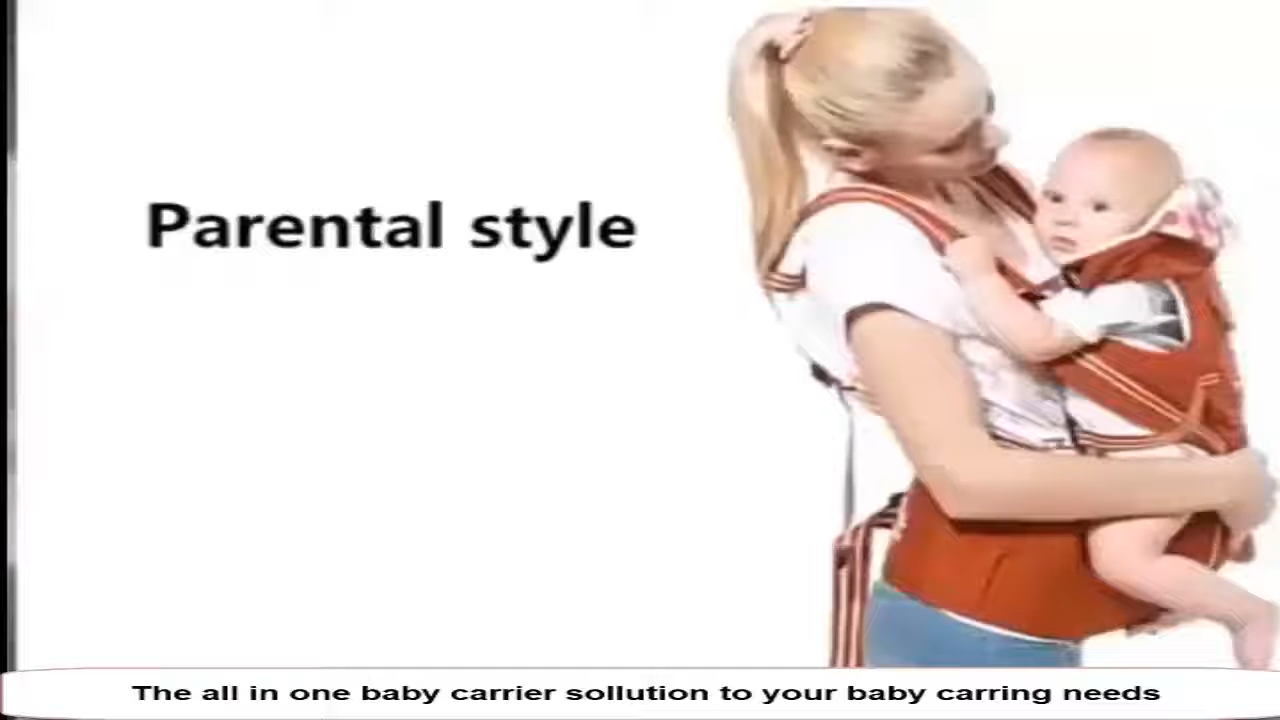 Parental style
The all in one baby carrier sollution to your baby carring needs